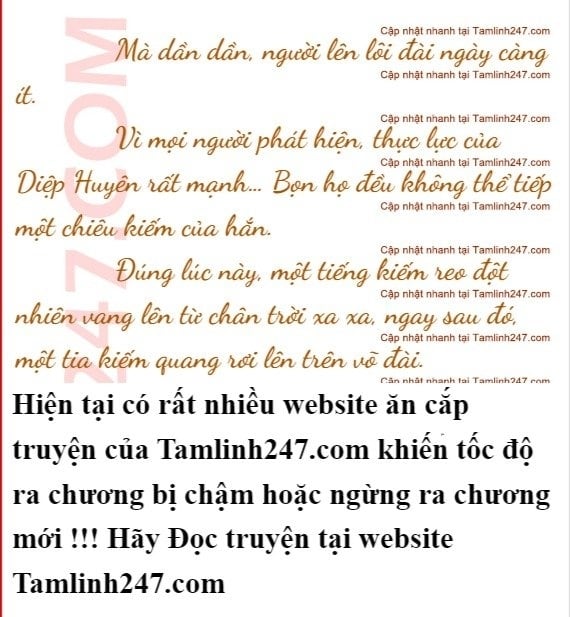 Cập nhật nhanh tại Tamlinh247.com
Mà dần dần, người lên lôi đài ngày càng
Cập nhật nhanh tại Tamlinh247.com
ít.
Cập nhật nhanh tại Tamlinh247.com
Vì mọi người phát hiện, thực lực của
Cập nhật nhanh tại Tamlinh247.com
Diệp Huyên rất mạnh... Bọn họ đều không thể tiếp
Cập nhật nhanh tại Tamlinh247.com
một chiêu kiếm của hắn.
Cập nhật nhanh tại Tamlinh247.com
Đúng lúc này, một tiếng kiếm reo đột
Cập nhật nhanh tại Tamlinh247.com
nhiên vang lên từ chân trời xa xa, ngay sau đó,
Cập nhật nhanh tại Tamlinh247.com
một tia kiếm quang rơi lên trên võ đài.
Cập nhật nhanh tại Tamlinh247.com
247.COM
Hiện tại có rất nhiều website ăn cắp
truyện của Tamlinh247.com khiến tốc độ
ra chương bị chậm hoặc ngừng ra chương
mới !!! Hãy Đọc truyện tại website
Tamlinh247.com